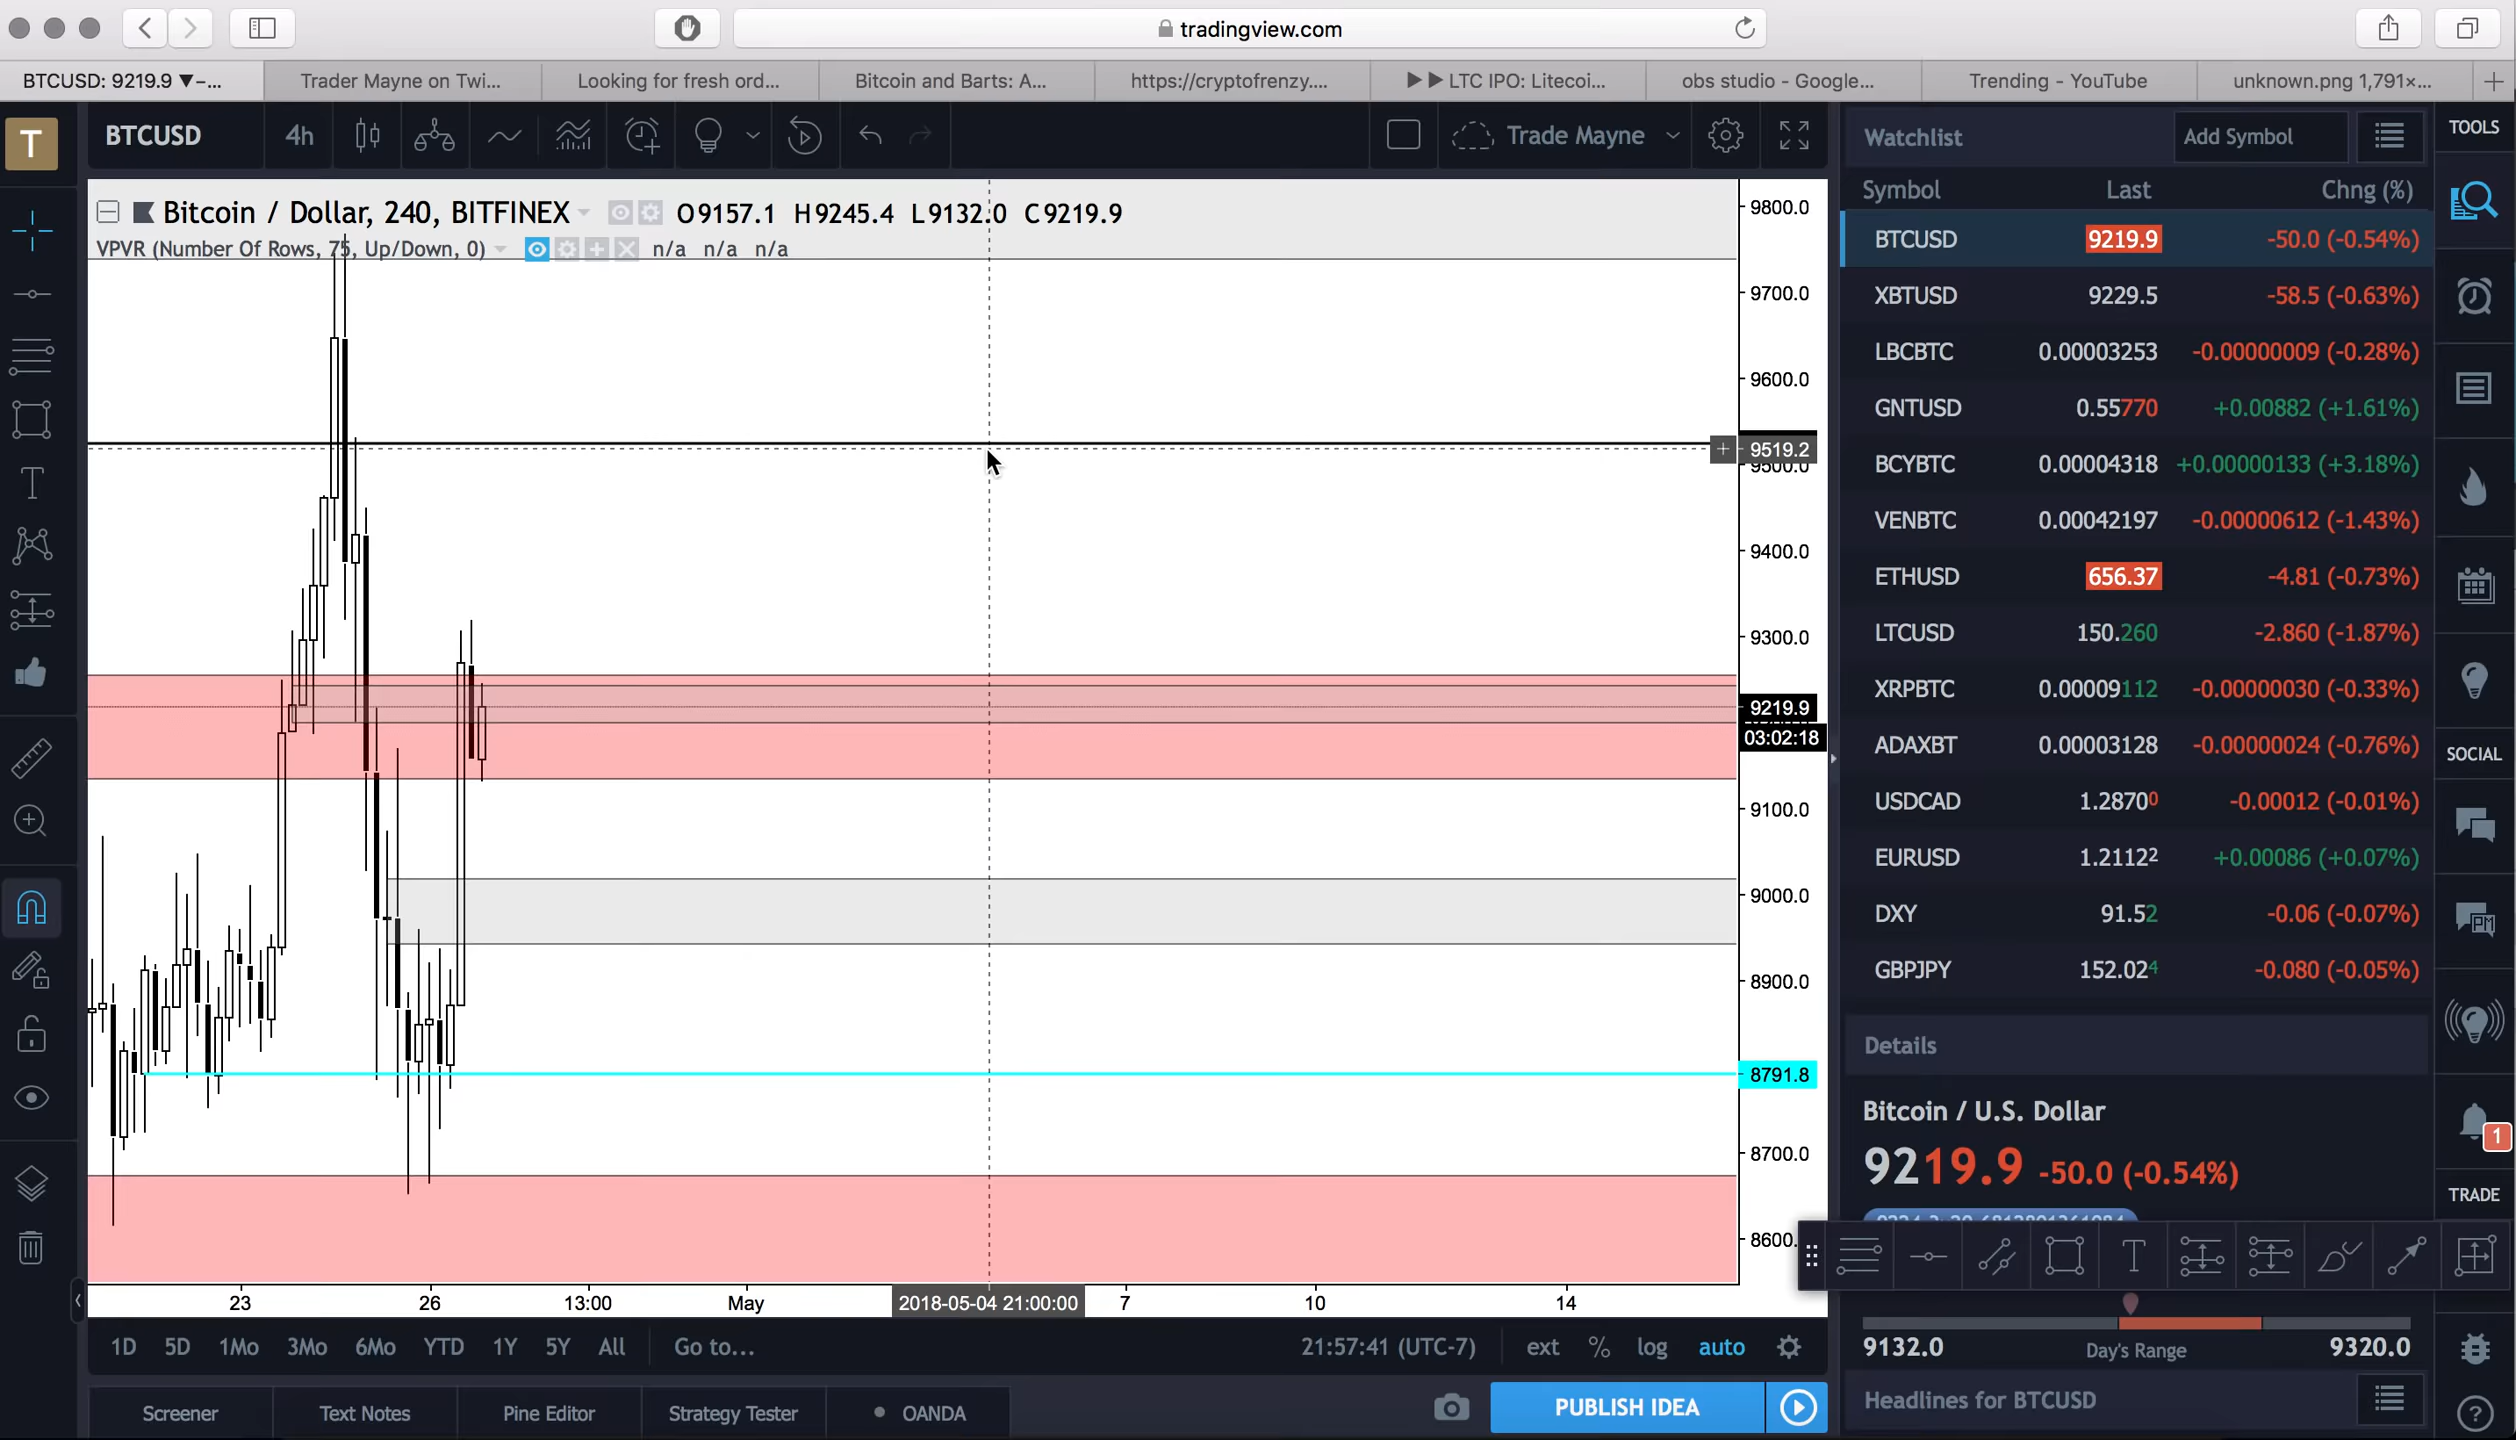 tradingview.com
BTCUSD: 9219.9 ▼−...
Trader Mayne on Twi...
Looking for fresh ord...
Bitcoin and Barts: A...
https://cryptofrenzy....
▶ ▶ LTC IPO: Litecoi...
obs studio - Google...
Trending - YouTube
unknown.png 1,791×...
T
BTCUSD
4h
Trade Mayne
Watchlist
Add Symbol
TOOLS
Bitcoin / Dollar, 240, BITFINEX
O9157.1 H9245.4 L9132.0 C9219.9
VPVR (Number Of Rows, 75, Up/Down, 0)
n/a n/a n/a
9800.0
9700.0
9600.0
9519.2
9500.0
9400.0
9300.0
9219.9
03:02:18
9100.0
9000.0
8900.0
8791.8
8700.0
8600.
23
26
13:00
May
2018-05-04 21:00:00
7
10
14
Symbol Last Chng (%)
BTCUSD 9219.9 -50.0 (-0.54%)
XBTUSD 9229.5 -58.5 (-0.63%)
LBCBTC 0.00003253 -0.00000009 (-0.28%)
GNTUSD 0.55770 +0.00882 (+1.61%)
BCYBTC 0.00004318 +0.00000133 (+3.18%)
VENBTC 0.00042197 -0.00000612 (-1.43%)
ETHUSD 656.37 -4.81 (-0.73%)
LTCUSD 150.260 -2.860 (-1.87%)
XRPBTC 0.00009112 -0.00000030 (-0.33%)
ADAXBT 0.00003128 -0.00000024 (-0.76%)
USDCAD 1.28700 -0.00012 (-0.01%)
EURUSD 1.21122 +0.00086 (+0.07%)
DXY 91.52 -0.06 (-0.07%)
GBPJPY 152.024 -0.080 (-0.05%)
SOCIAL
Details
Bitcoin / U.S. Dollar
9219.9 -50.0 (-0.54%)
1
TRADE
T
9132.0
Day's Range
9320.0
Headlines for BTCUSD
1D 5D 1Mo 3Mo 6Mo YTD 1Y 5Y All
Go to...
21:57:41 (UTC-7)
ext % log auto
Screener
Text Notes
Pine Editor
Strategy Tester
OANDA
PUBLISH IDEA